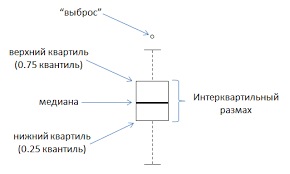 “выброс”
верхний квартиль
(0.75 квантиль)
медиана
Интерквартильный
размах
нижний квартиль
(0.25 квантиль)